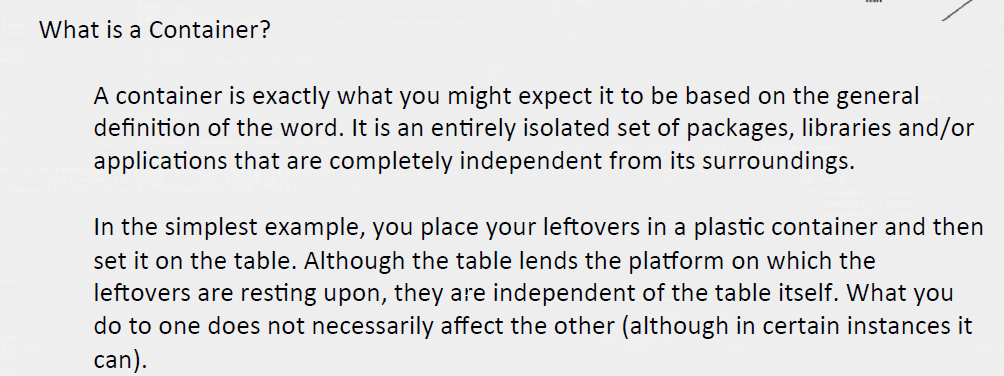 What is a Container?
A container is exactly what you might expect it to be based on the general
definition of the word. It is an entirely isolated set of packages, libraries and/or
applications that are completely independent from its surroundings.
In the simplest example, you place your leftovers in a plastic container and then
set it on the table. Although the table lends the platform on which the
leftovers are resting upon, they are independent of the table itself. What you
do to one does not necessarily affect the other (although in certain instances it
can).